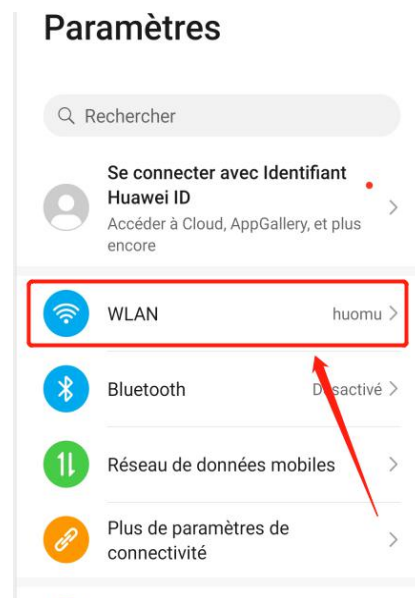 Paramètres
Rechercher
Se connecter avec Identifiant
Huawei ID
Accéder à Cloud, AppGallery, et plus
encore
WLAN huomu
Bluetooth Désactivé
Réseau de données mobiles
Plus de paramètres de
connectivité